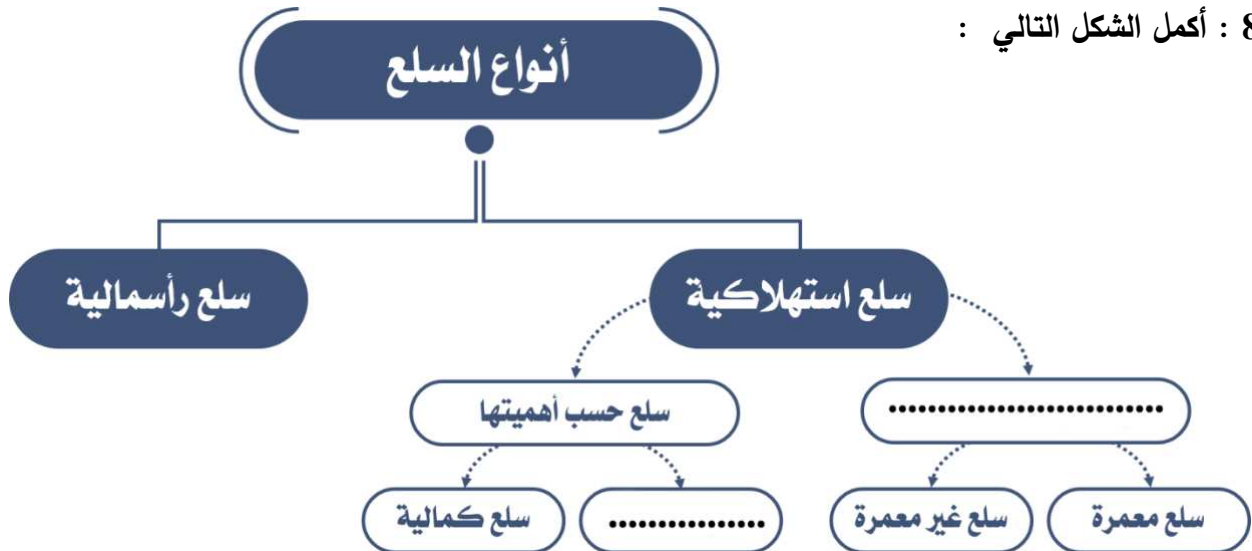 8 : أكمل الشكل التالي :
أنواع السلع
سلع استهلاكية
سلع رأسمالية
............................
سلع حسب أهميتها
سلع معمرة
سلع غير معمرة
................
سلع كمالية